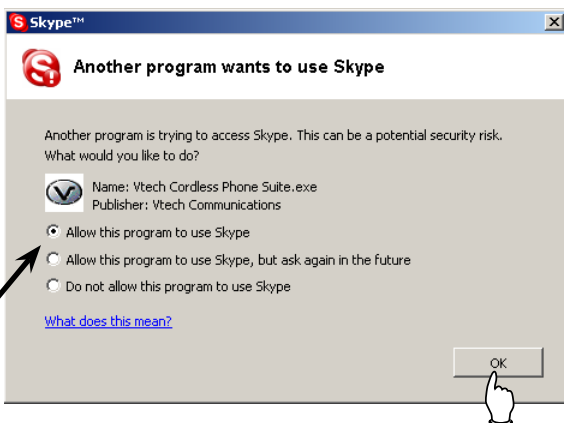 Skype™
Another program wants to use Skype
Another program is trying to access Skype. This can be a potential security risk.
What would you like to do?
Name: Vtech Cordless Phone Suite.exe
Publisher: Vtech Communications
Allow this program to use Skype
Allow this program to use Skype, but ask again in the future
Do not allow this program to use Skype
What does this mean?
OK